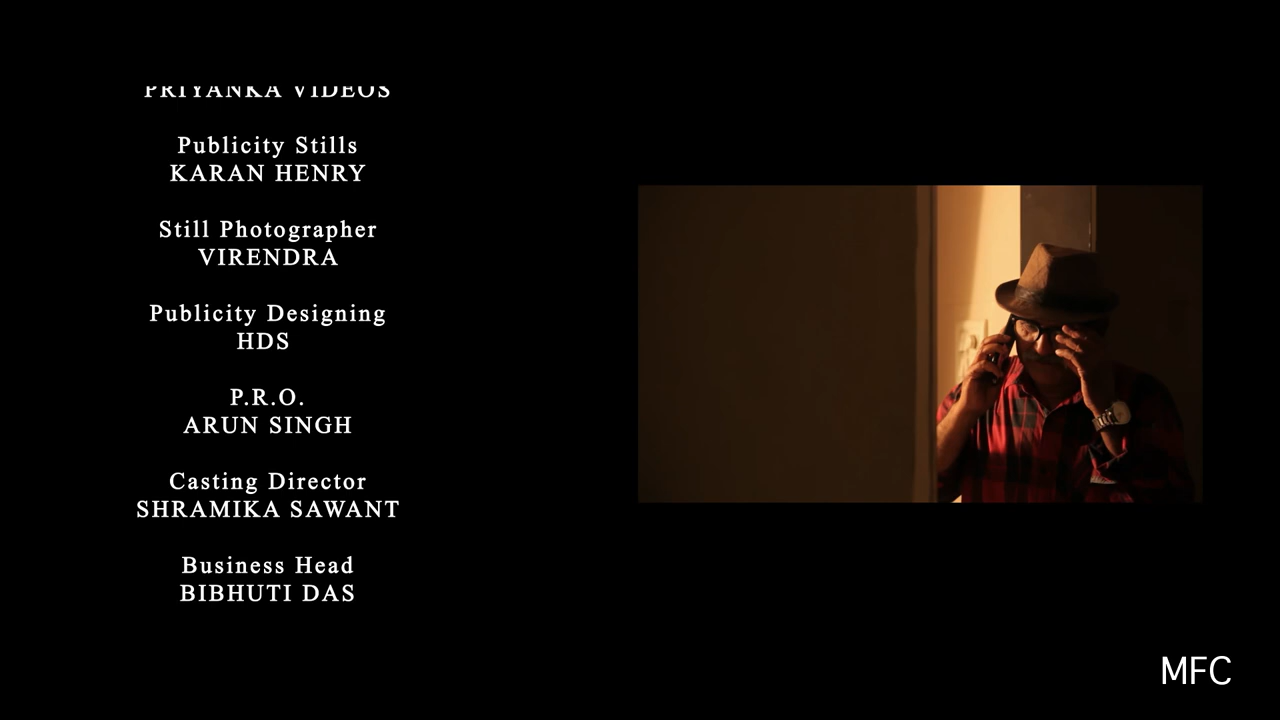 PRIYANKA VIDEOS
Publicity Stills
KARAN HENRY
Still Photographer
VIRENDRA
Publicity Designing
HDS
P.R.O.
ARUN SINGH
Casting Director
SHRAMIKA SAWANT
Business Head
BIBHUTI DAS
MFC